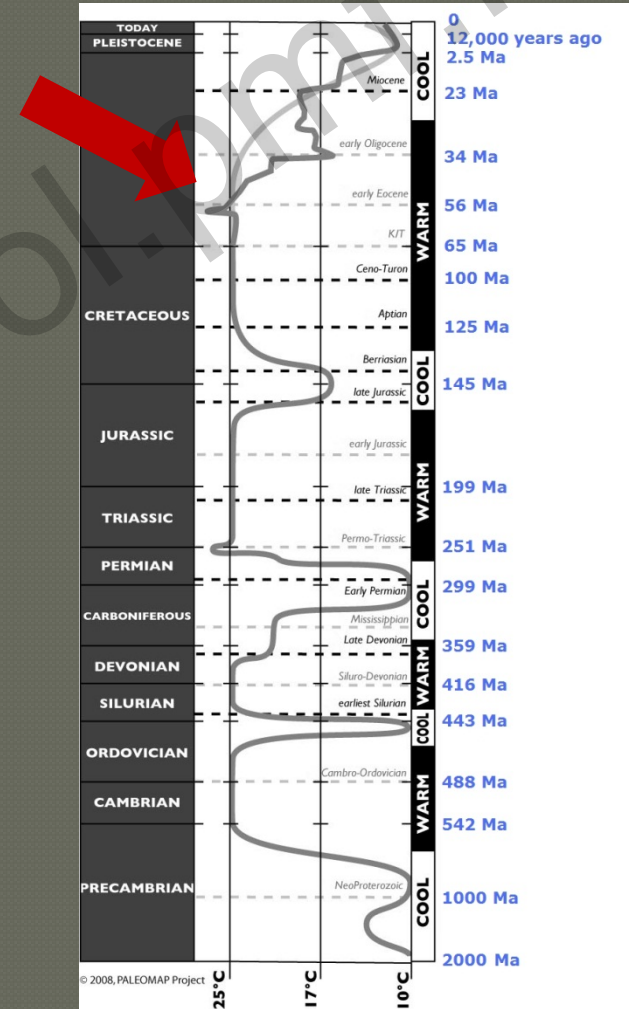 0
TODAY
12,000 years ago
PLEISTOCENE
2.5 Ma
COOL
Miocene
23 Ma
early Oligocene
34 Ma
early Eocene
56 Ma
WARM
K/T
65 Ma
Ceno-Turon
100 Ma
CRETACEOUS
Aptian
125 Ma
Berriasian
COOL
145 Ma
late Jurassic
JURASSIC
early Jurassic
WARM
late Triassic
199 Ma
TRIASSIC
Permo-Triassic
251 Ma
PERMIAN
299 Ma
Early Permian
COOL
CARBONIFEROUS
Mississippian
Late Devonian
359 Ma
DEVONIAN
WARM
Siluro-Devonian
416 Ma
SILURIAN
earliest Silurian
COOL
443 Ma
ORDOVICIAN
Cambro-Ordovician
488 Ma
WARM
CAMBRIAN
542 Ma
PRECAMBRIAN
NeoProterozoic
COOL
1000 Ma
2000 Ma
© 2008, PALEOMAP Project
25°C
17°C
10°C